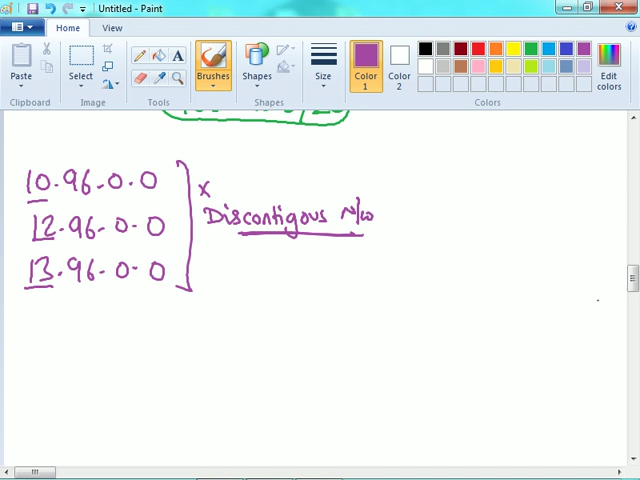 Untitled - Paint
Home View
Paste Select Brushes Shapes Size Color 1 Color 2 Edit colors
Clipboard Image Tools Shapes Colors
10.96.0.0
x
12.96.0.0 Discontigous N/w
13.96.0.0